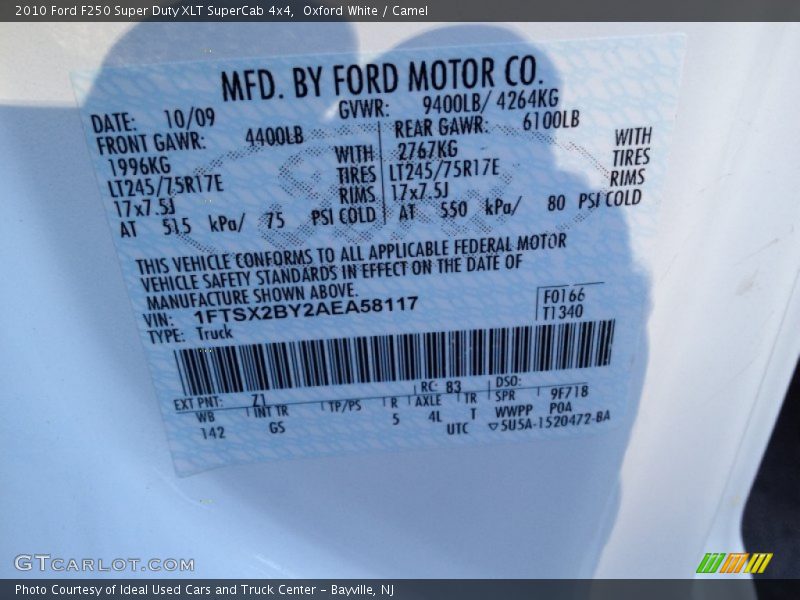 2010 Ford F250 Super Duty XLT SuperCab 4x4, Oxford White / Camel
MFD. BY FORD MOTOR CO.
DATE: 10/09 GVWR: 9400LB/ 4264KG
FRONT GAWR: 4400LB REAR GAWR: 6100LB
1996KG WITH 2767KG WITH
LT245/75R17E TIRES LT245/75R17E TIRES
17x7.5J RIMS 17x7.5J RIMS
AT 515 kPa/ 75 PSI COLD AT 550 kPa/ 80 PSI COLD
THIS VEHICLE CONFORMS TO ALL APPLICABLE FEDERAL MOTOR
VEHICLE SAFETY STANDARDS IN EFFECT ON THE DATE OF
MANUFACTURE SHOWN ABOVE.
VIN: 1FTSX2BY2AEA58117 F0166
TYPE: Truck T1340
EXT PNT: Z1 RC: 83 DSO:
WB INT TR TP/PS R AXLE TR SPR 9F718
142 GS 5 4L T WWPP POA
UTC ▽5U5A-1520472-BA
GTCARLOT.COM
Photo Courtesy of Ideal Used Cars and Truck Center – Bayville, NJ